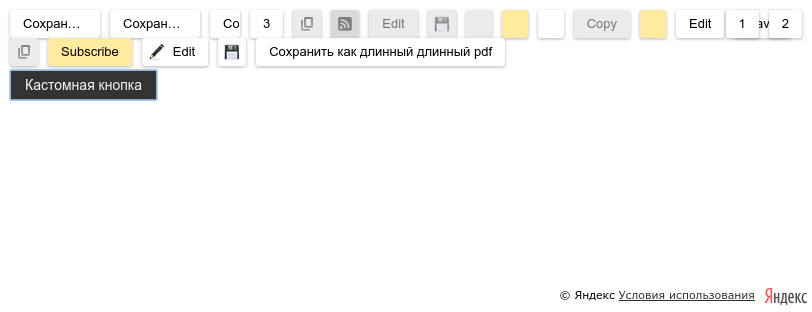 Сохран… Сохран… Со 3 Edit Copy Edit 1 av 2
Subscribe Edit Сохранить как длинный длинный pdf
Кастомная кнопка
© Яндекс Условия использования Яндекс